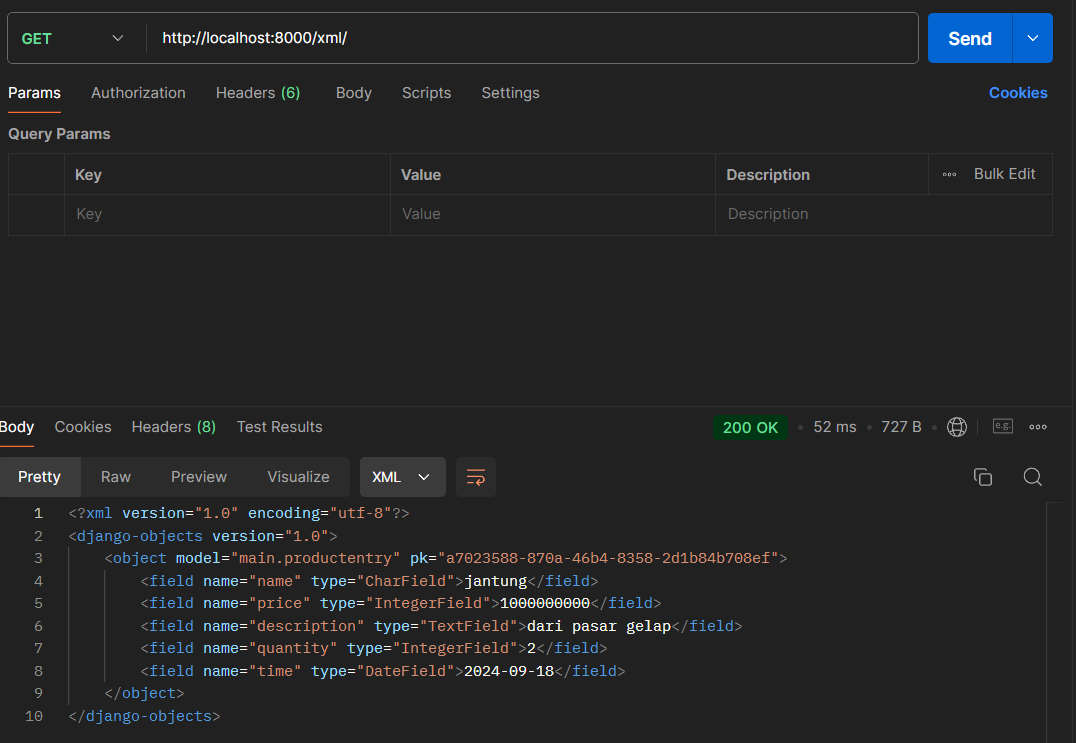 GET http://localhost:8000/xml/ Send
Params Authorization Headers (6) Body Scripts Settings Cookies
Query Params
Key Value Description Bulk Edit
Key Value Description
Body Cookies Headers (8) Test Results 200 OK 52 ms 727 B e.g.
Pretty Raw Preview Visualize XML
1 <?xml version="1.0" encoding="utf-8"?>
2 <django-objects version="1.0">
3 <object model="main.productentry" pk="a7023588-870a-46b4-8358-2d1b84b708ef">
4 <field name="name" type="CharField">jantung</field>
5 <field name="price" type="IntegerField">1000000000</field>
6 <field name="description" type="TextField">dari pasar gelap</field>
7 <field name="quantity" type="IntegerField">2</field>
8 <field name="time" type="DateField">2024-09-18</field>
9 </object>
10 </django-objects>